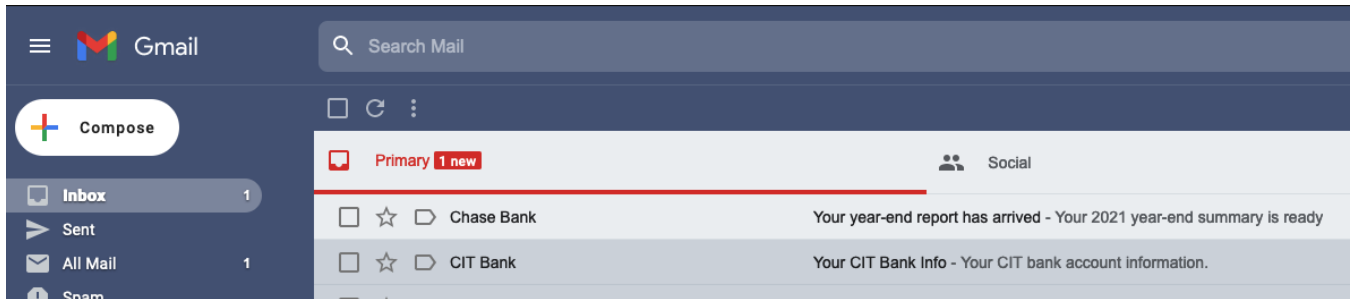 Gmail
Search Mail
Compose
Primary 1 new
Social
Inbox 1
Sent
All Mail 1
Spam
Chase Bank Your year-end report has arrived - Your 2021 year-end summary is ready
CIT Bank Your CIT Bank Info - Your CIT bank account information.